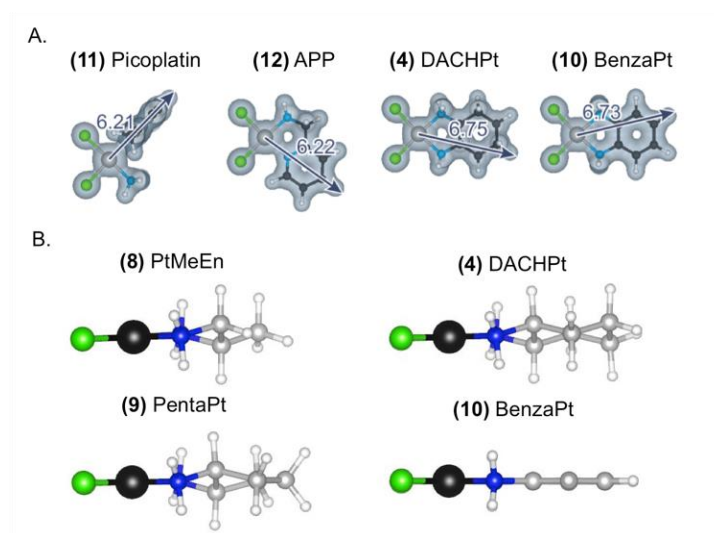 A.
(11) Picoplatin (12) APP (4) DACHPt (10) BenzaPt
6.21 6.22 6.75 6.73
B.
(8) PtMeEn (4) DACHPt
(9) PentaPt (10) BenzaPt